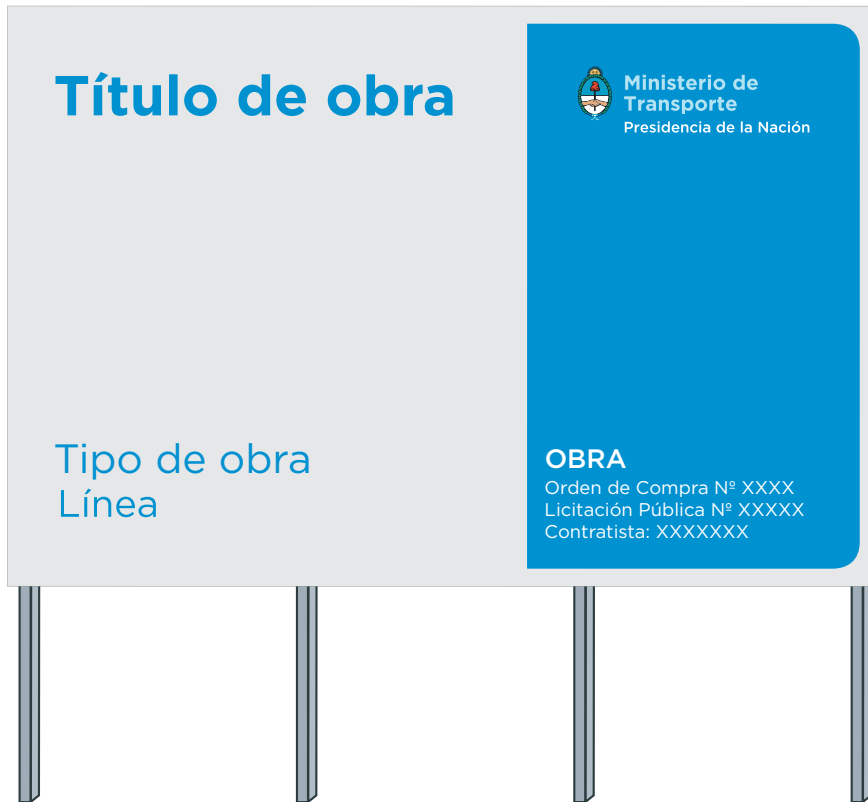 Título de obra
Ministerio de
Transporte
Presidencia de la Nación
Tipo de obra
Línea
OBRA
Orden de Compra Nº XXXX
Licitación Pública Nº XXXXX
Contratista: XXXXXXX